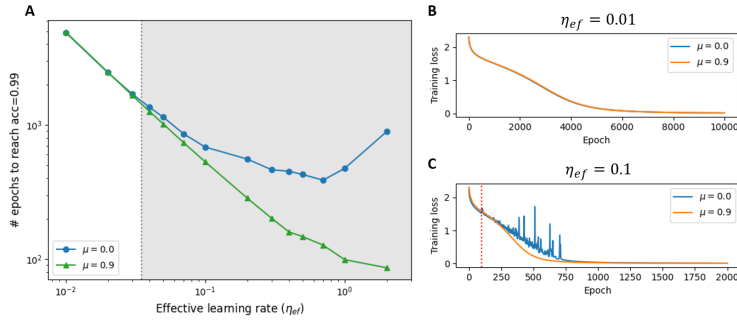 A
# epochs to reach acc=0.99
10³
10²
μ = 0.0
μ = 0.9
10⁻²
10⁻¹
10⁰
Effective learning rate (η_ef)
B
η_ef = 0.01
Training loss
2
1
0
μ = 0.0
μ = 0.9
0 2000 4000 6000 8000 10000
Epoch
C
η_ef = 0.1
Training loss
2
1
0
μ = 0.0
μ = 0.9
0 250 500 750 1000 1250 1500 1750 2000
Epoch